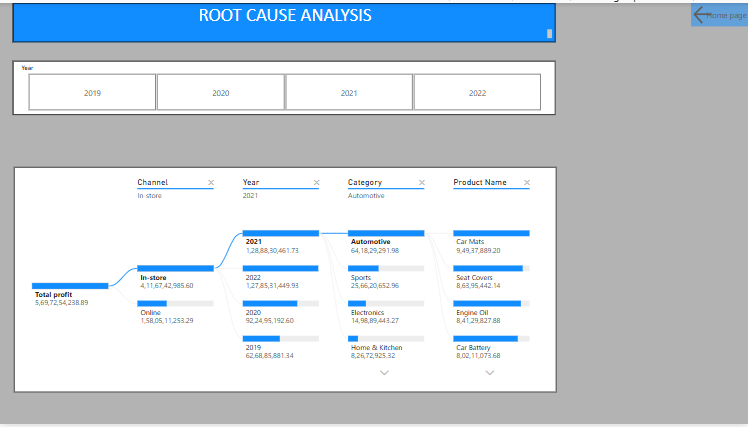 ROOT CAUSE ANALYSIS
Home page
Year
2019 2020 2021 2022
Channel Year Category Product Name
In-store 2021 Automotive
Total profit
5,69,72,54,238.89
In-store
4,11,67,42,985.60
Online
1,58,05,11,253.29
2021
1,28,88,30,461.73
2022
1,27,85,31,449.93
2020
92,24,95,192.60
2019
62,68,85,881.34
Automotive
64,18,29,291.98
Sports
25,66,20,652.96
Electronics
14,98,89,443.27
Home & Kitchen
8,26,72,925.32
Car Mats
9,49,37,889.20
Seat Covers
8,63,95,442.14
Engine Oil
8,41,29,827.88
Car Battery
8,02,11,073.68